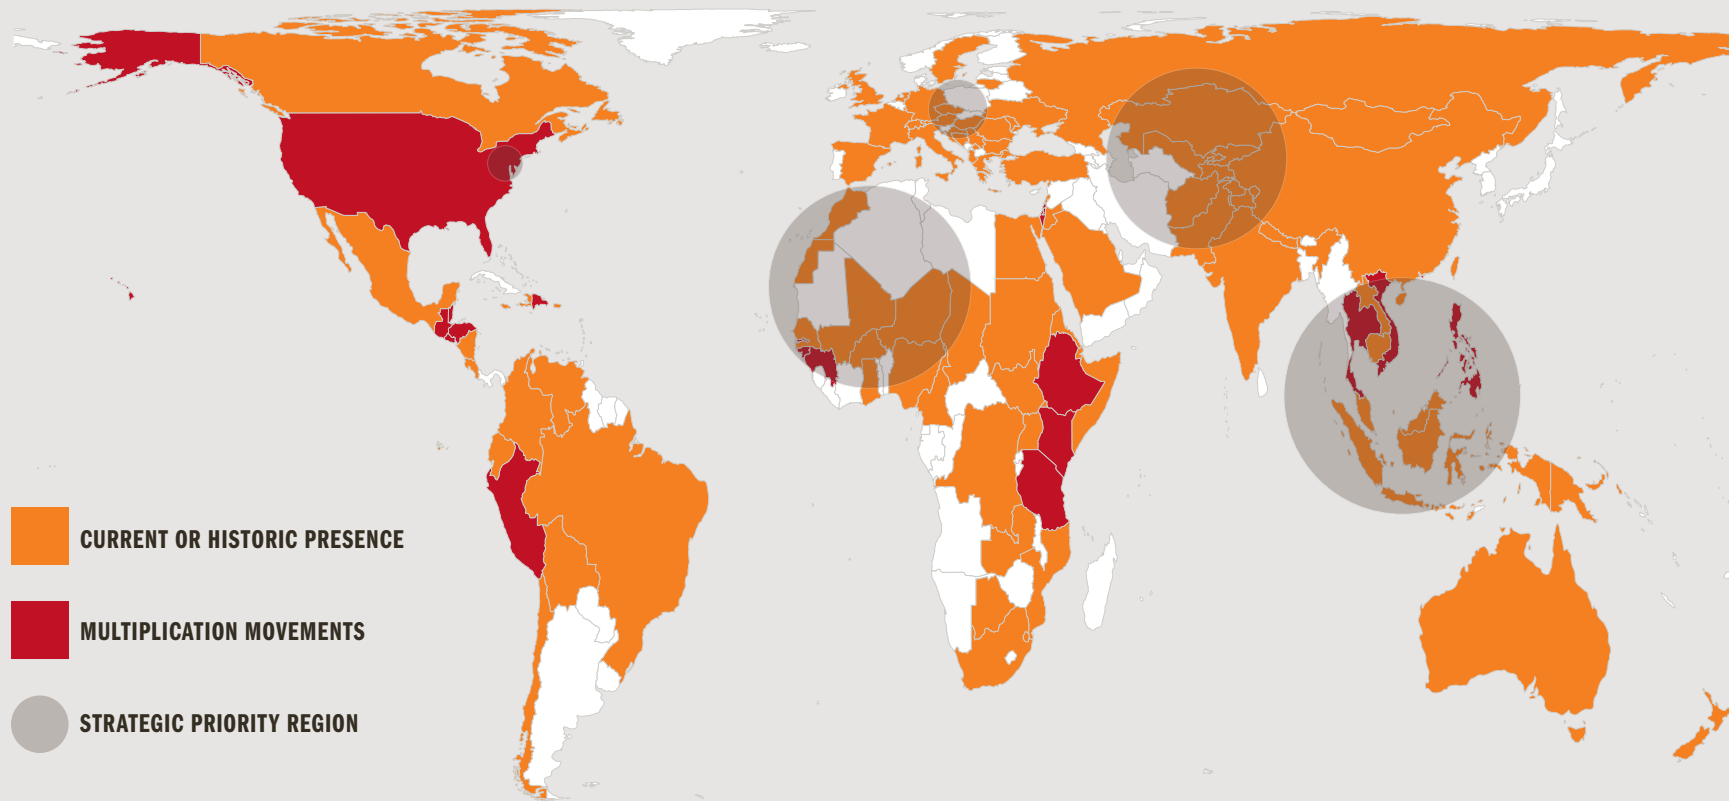 CURRENT OR HISTORIC PRESENCE
MULTIPLICATION MOVEMENTS
STRATEGIC PRIORITY REGION